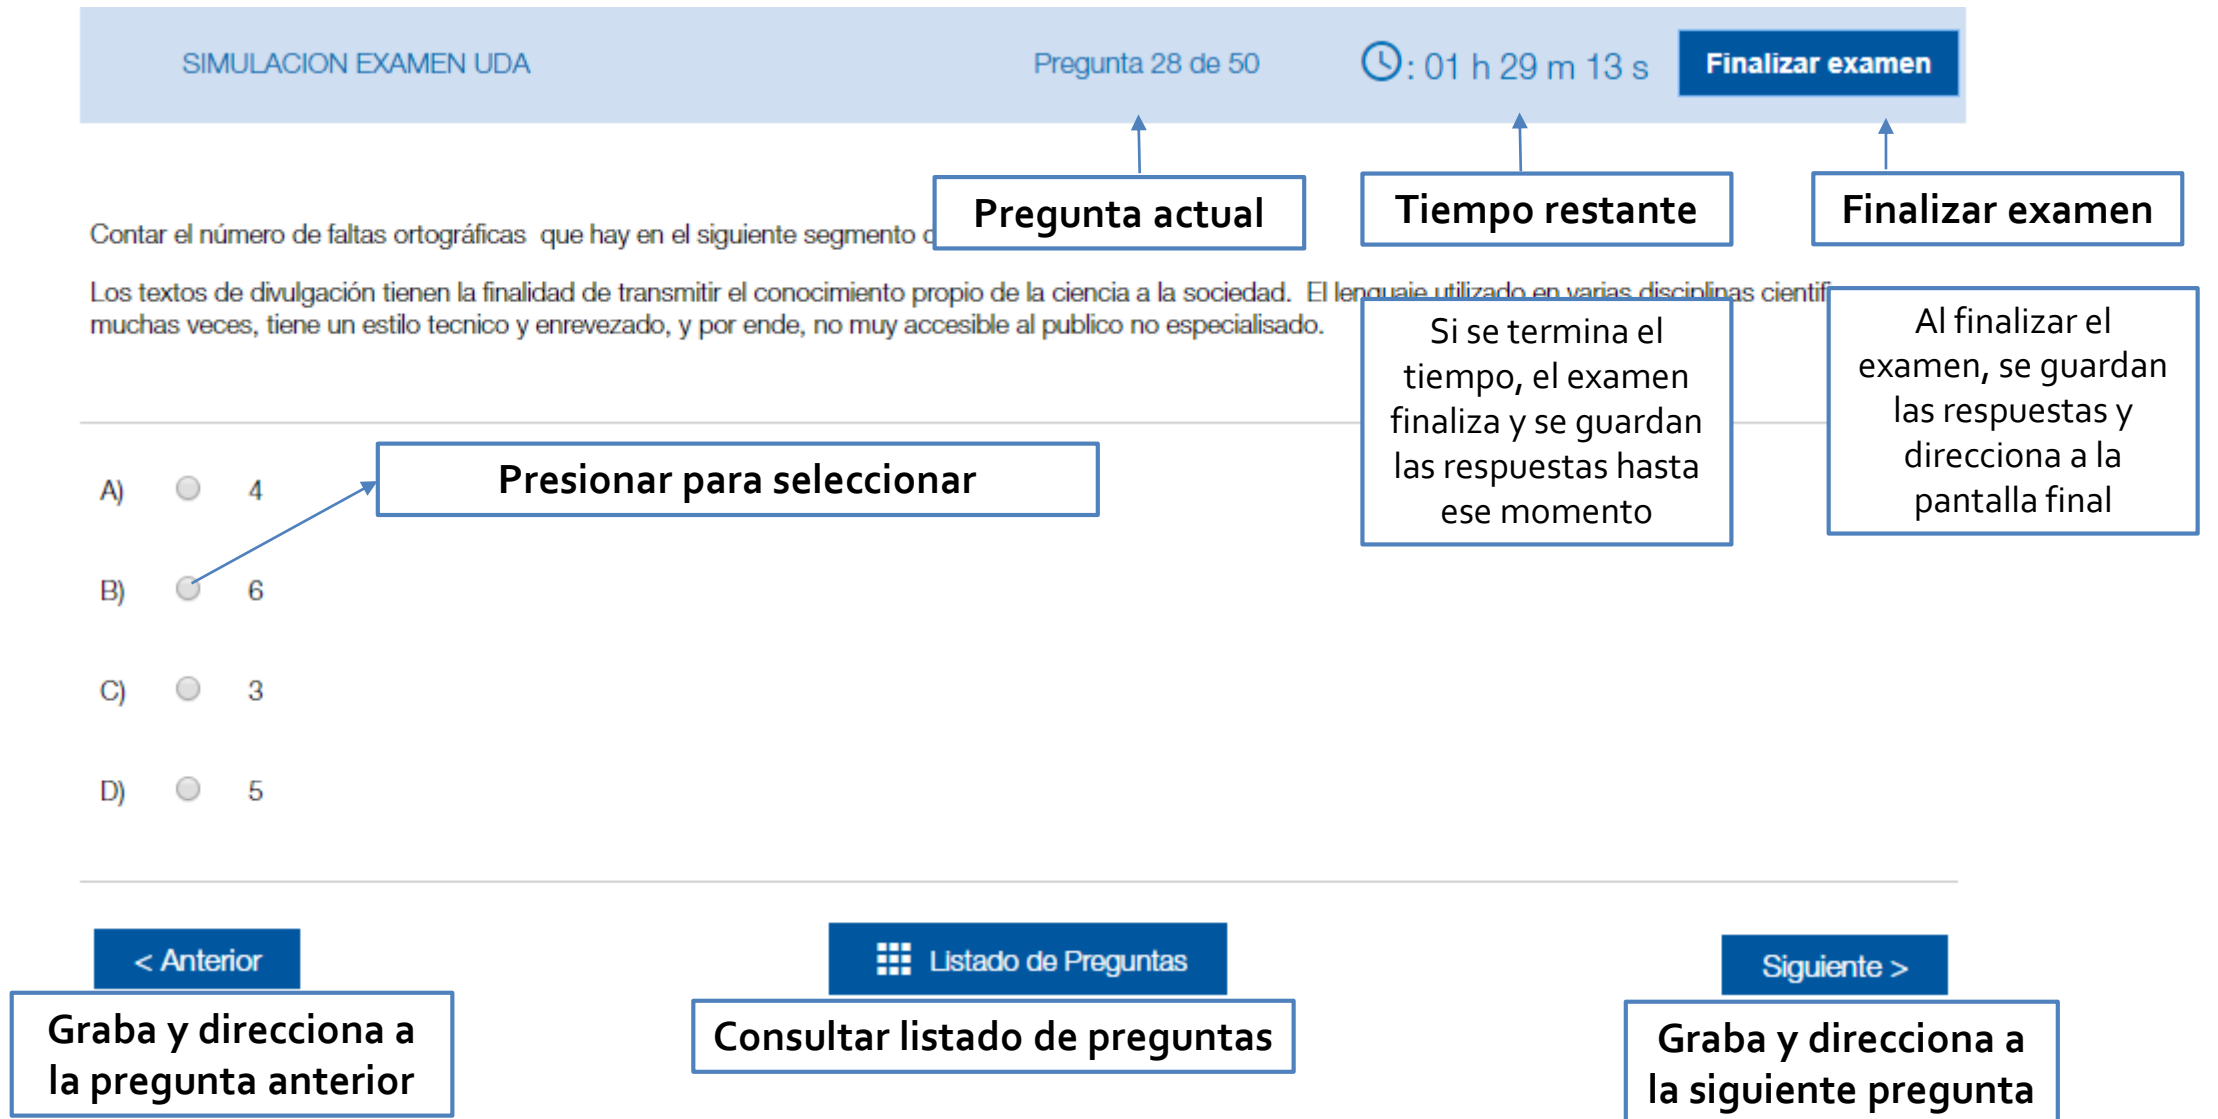 SIMULACION EXAMEN UDA
Pregunta 28 de 50
: 01 h 29 m 13 s
Finalizar examen
Pregunta actual
Tiempo restante
Finalizar examen
Contar el número de faltas ortográficas que hay en el siguiente segmento
Los textos de divulgación tienen la finalidad de transmitir el conocimiento propio de la ciencia a la sociedad. El lenguaje utilizado en varias disciplinas
muchas veces, tiene un estilo tecnico y enrevezado, y por ende, no muy accesible al publico no especialisado.
Si se termina el
tiempo, el examen
finaliza y se guardan
las respuestas hasta
ese momento
Al finalizar el
examen, se guardan
las respuestas y
direcciona a la
pantalla final
Presionar para seleccionar
A) 4
B) 6
C) 3
D) 5
< Anterior
Listado de Preguntas
Siguiente >
Graba y direcciona a
la pregunta anterior
Consultar listado de preguntas
Graba y direcciona a
la siguiente pregunta